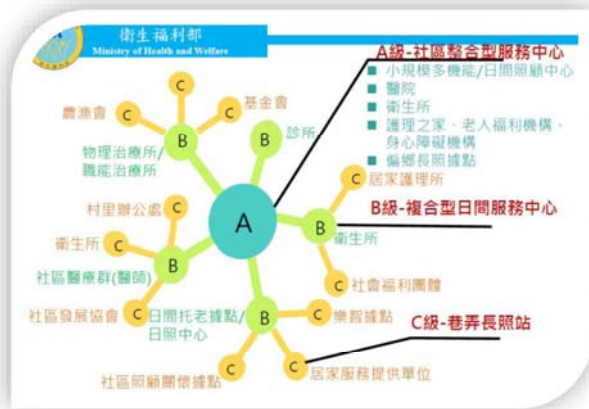 衛生福利部
Ministry of Health and Welfare
A級-社區整合型服務中心
■ 小規模多機能/日間照顧中心
■ 醫院
■ 衛生所
■ 護理之家、老人福利機構、
身心障礙機構
■ 偏鄉長照據點
C
農漁會
C
C
基金會
B
物理治療所/
職能治療所
B
診所
C
居家護理所
A
B級-複合型日間服務中心
B
衛生所
村里辦公處
C
衛生所
C
B
社區醫療群(醫師)
C
社會福利團體
社區發展協會
C
日間托老據點/
日照中心
B
C
樂智據點
C級-巷弄長照站
C
社區照顧關懷據點
C
居家服務提供單位